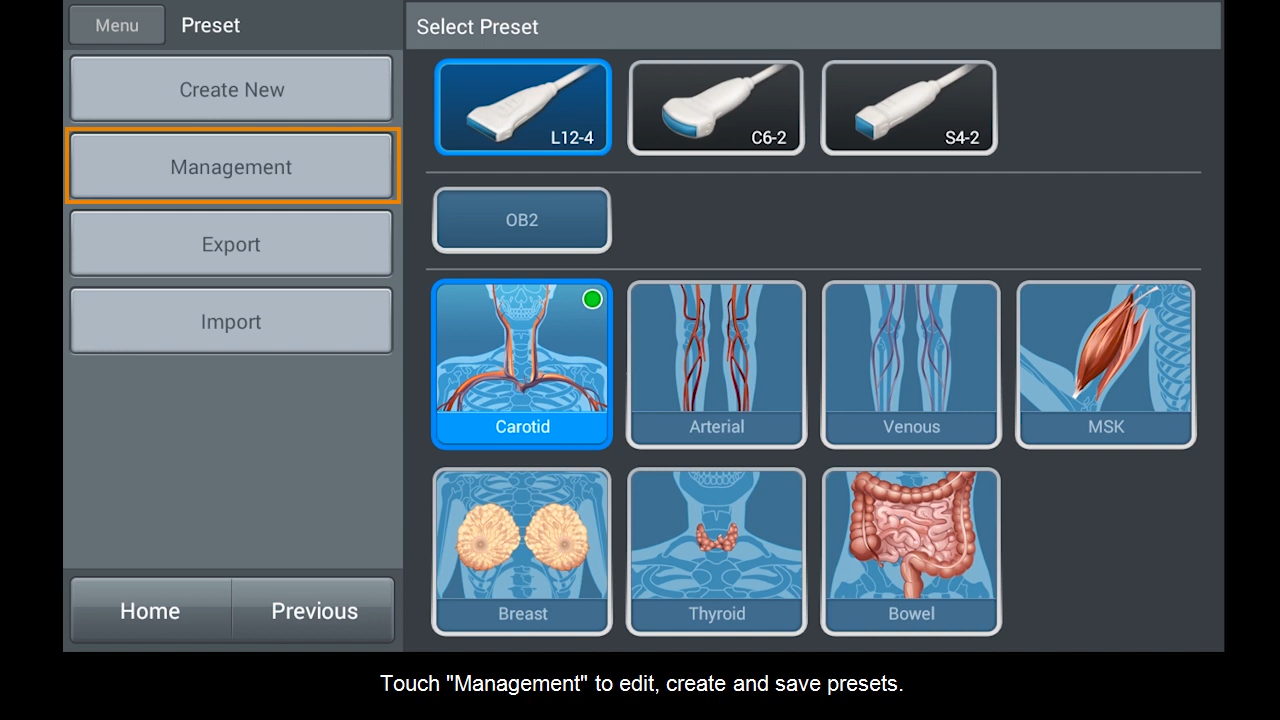 Menu
Preset
Create New
Management
Export
Import
Home
Previous
Select Preset
L12-4
C6-2
S4-2
OB2
Carotid
Arterial
Venous
MSK
Breast
Thyroid
Bowel
Touch "Management" to edit, create and save presets.